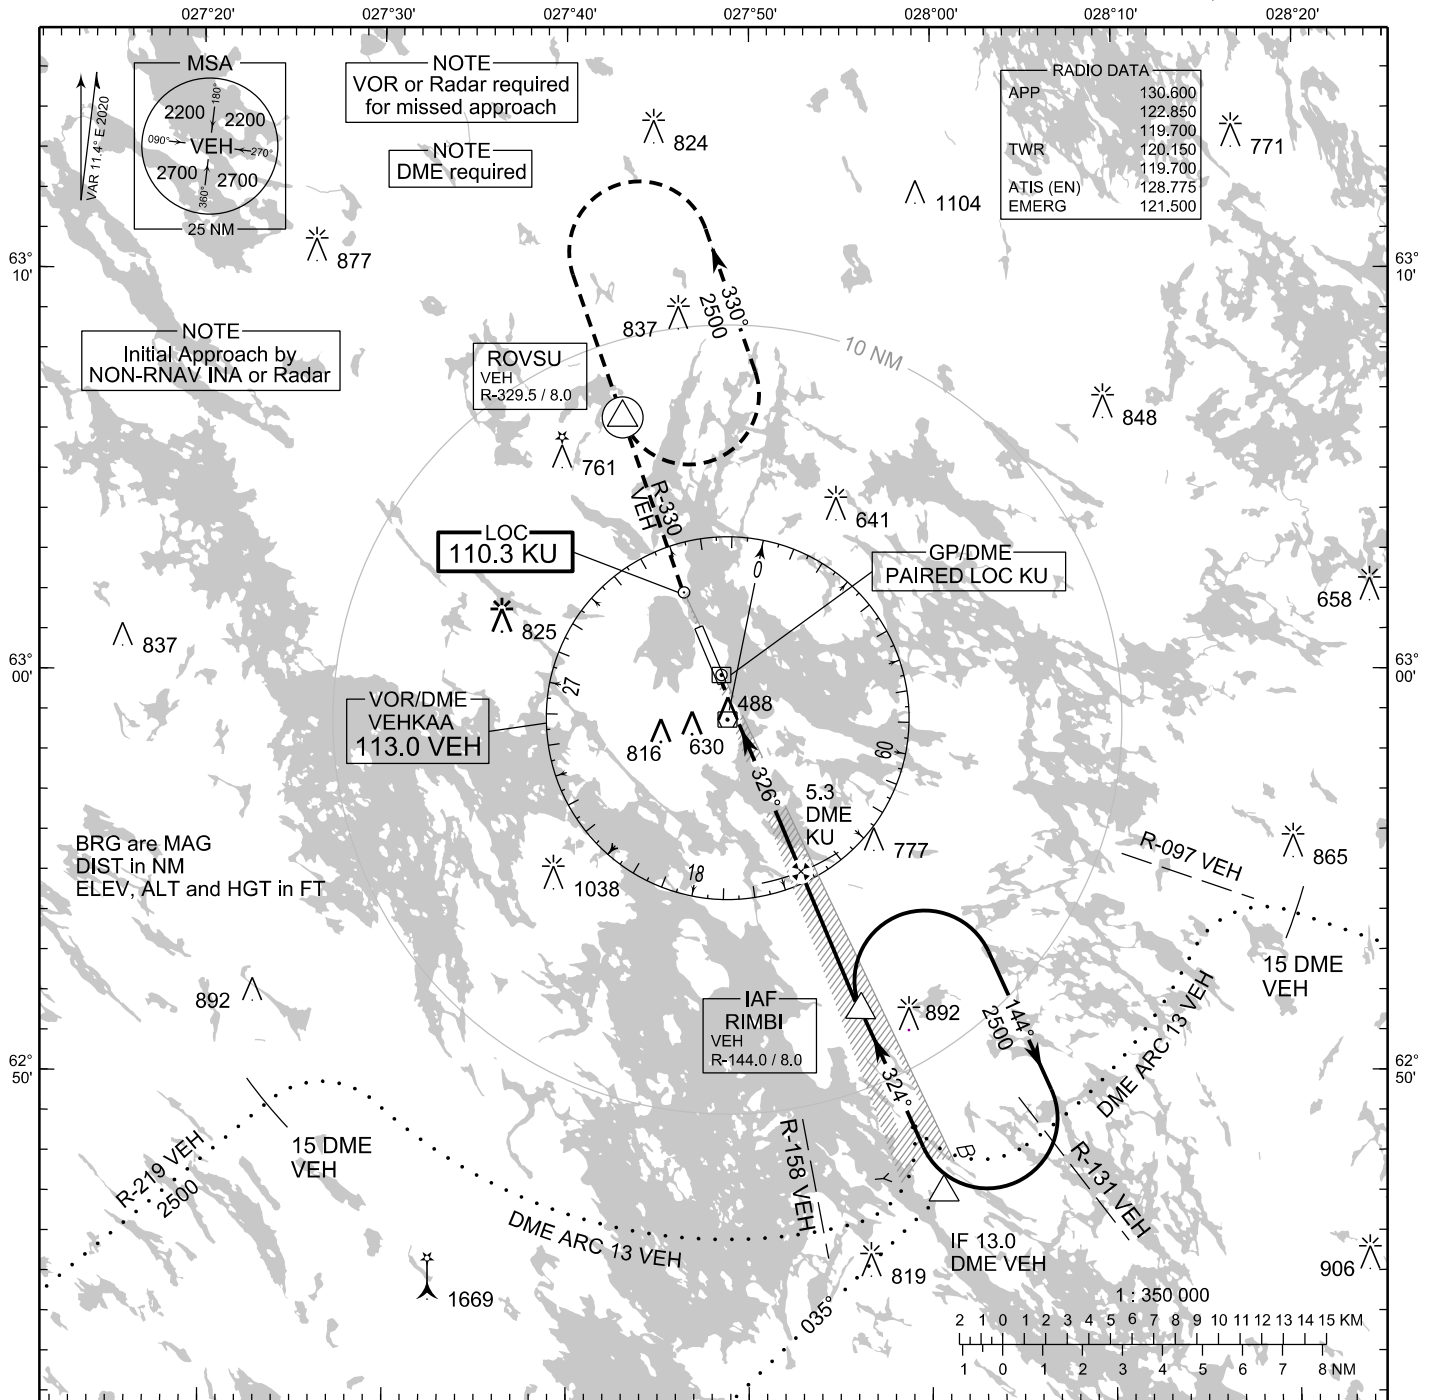 027°20'
027°30'
027°40'
027°50'
028°00'
028°10'
028°20'
VAR 11.4° E 2020
MSA
2200
2200
180°
090°
VEH
270°
2700
2700
360°
25 NM
NOTE
VOR or Radar required
for missed approach
NOTE
DME required
RADIO DATA
APP 130.600
122.850
119.700
TWR 120.150
119.700
ATIS (EN) 128.775
EMERG 121.500
824
771
1104
877
63°
10'
63°
10'
NOTE
Initial Approach by
NON-RNAV INA or Radar
330°
2500
837
10 NM
ROVSU
VEH
R-329.5 / 8.0
848
761
R-330
VEH
641
LOC
110.3 KU
GP/DME
PAIRED LOC KU
0
658
825
837
63°
00'
63°
00'
27
VOR/DME
VEHKAA
113.0 VEH
488
816
630
09
326°
5.3
DME
KU
777
R-097 VEH
865
BRG are MAG
DIST in NM
ELEV, ALT and HGT in FT
18
1038
15 DME
VEH
892
IAF
RIMBI
VEH
R-144.0 / 8.0
892
144°
2500
DME ARC 13 VEH
62°
50'
62°
50'
324°
R-219 VEH
2500
15 DME
VEH
R-158 VEH
B
Y
R-131 VEH
DME ARC 13 VEH
IF 13.0
DME VEH
819
906
1669
035°
1 : 350 000
2 1 0 1 2 3 4 5 6 7 8 9 10 11 12 13 14 15 KM
1 0 1 2 3 4 5 6 7 8 NM